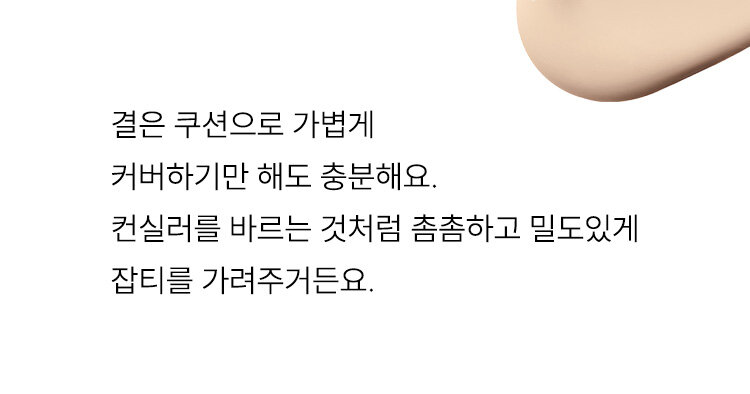 결은 쿠션으로 가볍게
커버하기만 해도 충분해요.
컨실러를 바르는 것처럼 촘촘하고 밀도있게
잡티를 가려주거든요.